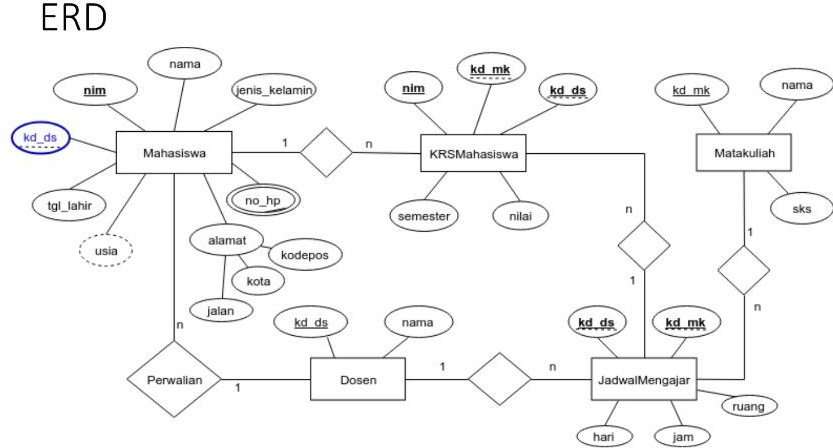 ERD
nama
nim
jenis_kelamin
kd_ds
Mahasiswa
tgl_lahir
usia
no_hp
alamat
kodepos
kota
jalan
1
n
nim
kd_mk
kd_ds
KRSMahasiswa
semester
nilai
kd_mk
nama
Matakuliah
sks
n
1
1
n
n
Perwalian
1
kd_ds
nama
Dosen
1
n
kd_ds
kd_mk
JadwalMengajar
ruang
hari
jam